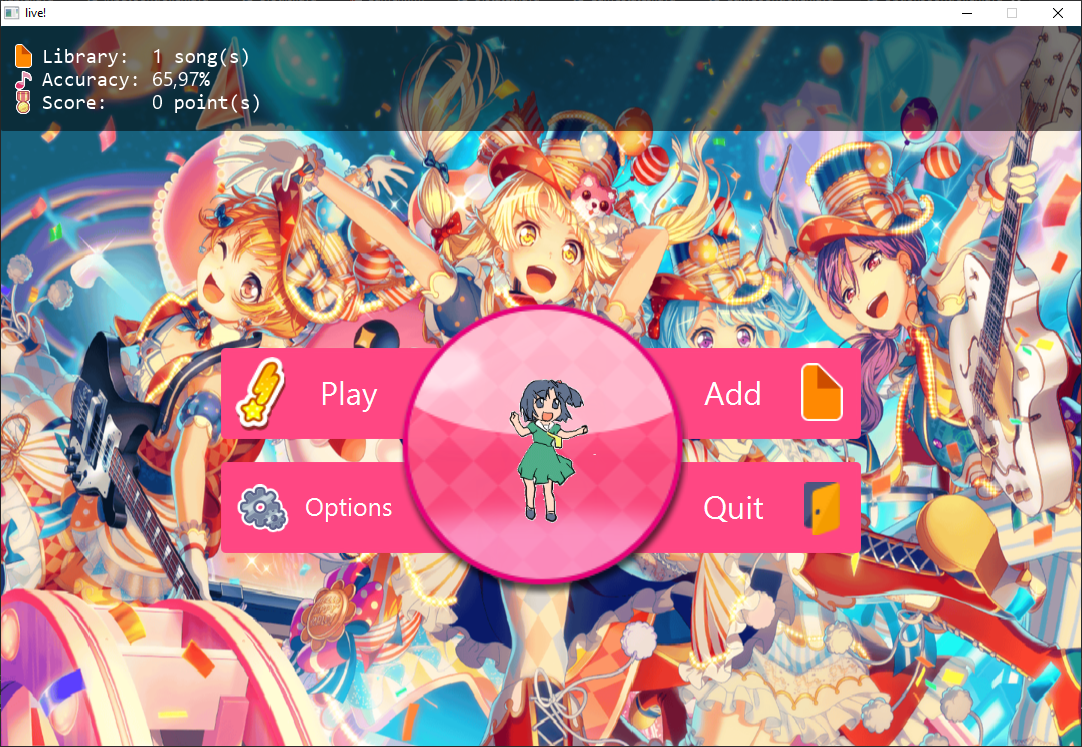 live!
Library: 1 song(s)
Accuracy: 65,97%
Score: 0 point(s)
Play
Add
Options
Quit